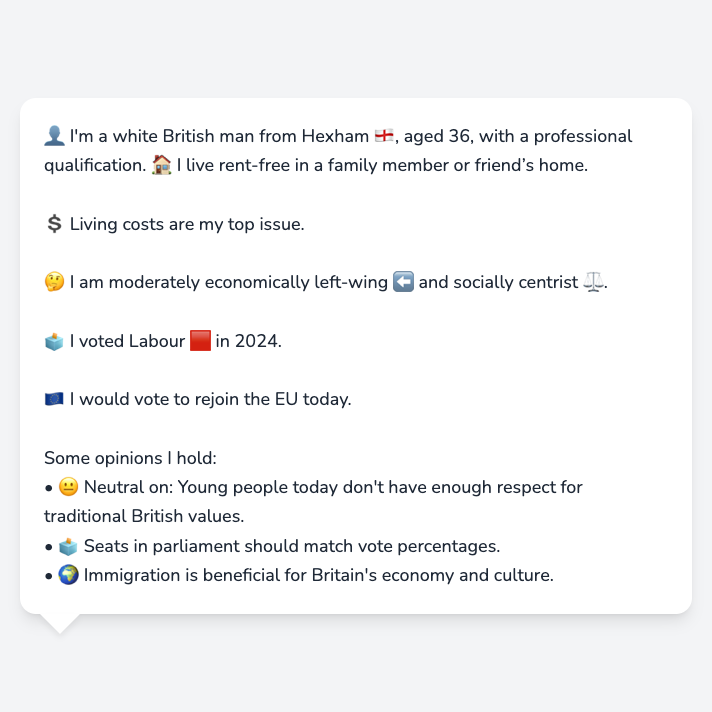 👤 I'm a white British man from Hexham 🏴󠁧󠁢󠁥󠁮󠁧󠁿, aged 36, with a professional
qualification. 🏠 I live rent-free in a family member or friend’s home.
💲 Living costs are my top issue.
🤔 I am moderately economically left-wing ⬅️ and socially centrist ⚖️.
🗳️ I voted Labour 🟥 in 2024.
🇪🇺 I would vote to rejoin the EU today.
Some opinions I hold:
• 😐 Neutral on: Young people today don't have enough respect for
traditional British values.
• 🗳️ Seats in parliament should match vote percentages.
• 🌍 Immigration is beneficial for Britain's economy and culture.